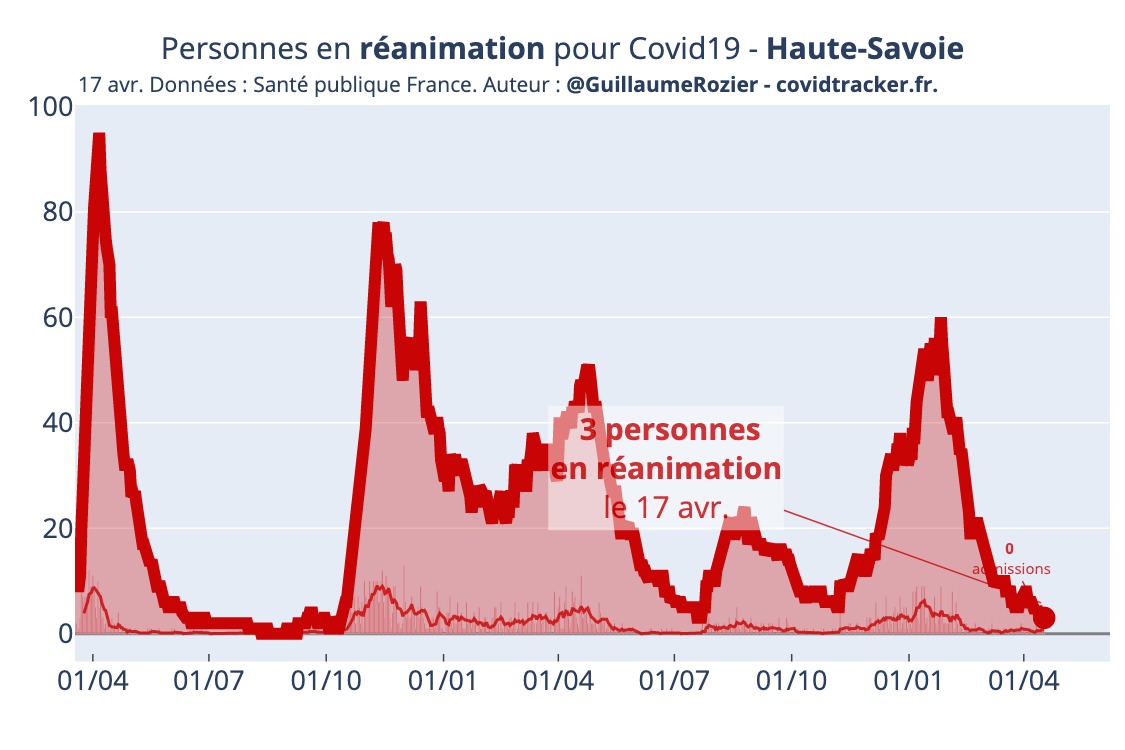 Personnes en réanimation pour Covid19 - Haute-Savoie
17 avr. Données : Santé publique France. Auteur : @GuillaumeRozier - covidtracker.fr.
100
80
60
40
20
0
3 personnes
en réanimation
le 17 avr.
0
admissions
01/04 01/07 01/10 01/01 01/04 01/07 01/10 01/01 01/04